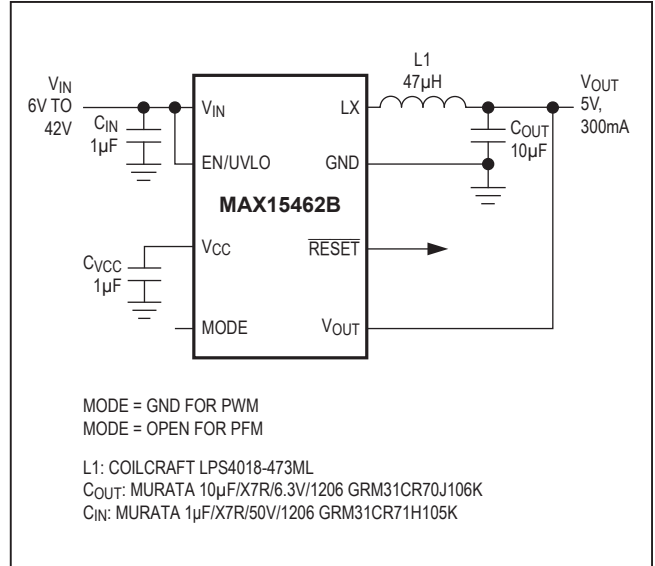 L1
47µH
VIN
6V TO
42V
CIN
1µF
VIN
LX
VOUT
5V,
300mA
COUT
10µF
EN/UVLO
GND
MAX15462B
VCC
RESET
CVCC
1µF
MODE
VOUT
MODE = GND FOR PWM
MODE = OPEN FOR PFM
L1: COILCRAFT LPS4018-473ML
COUT: MURATA 10µF/X7R/6.3V/1206 GRM31CR70J106K
CIN: MURATA 1µF/X7R/50V/1206 GRM31CR71H105K